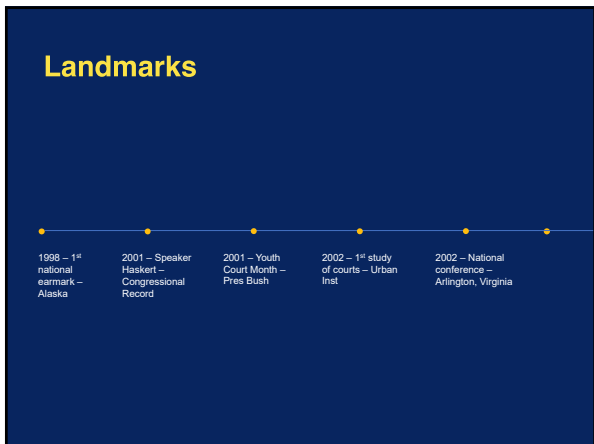 Landmarks
1998 – 1st
national
earmark –
Alaska
2001 – Speaker
Haskert –
Congressional
Record
2001 – Youth
Court Month –
Pres Bush
2002 – 1st study
of courts – Urban
Inst
2002 – National
conference –
Arlington, Virginia